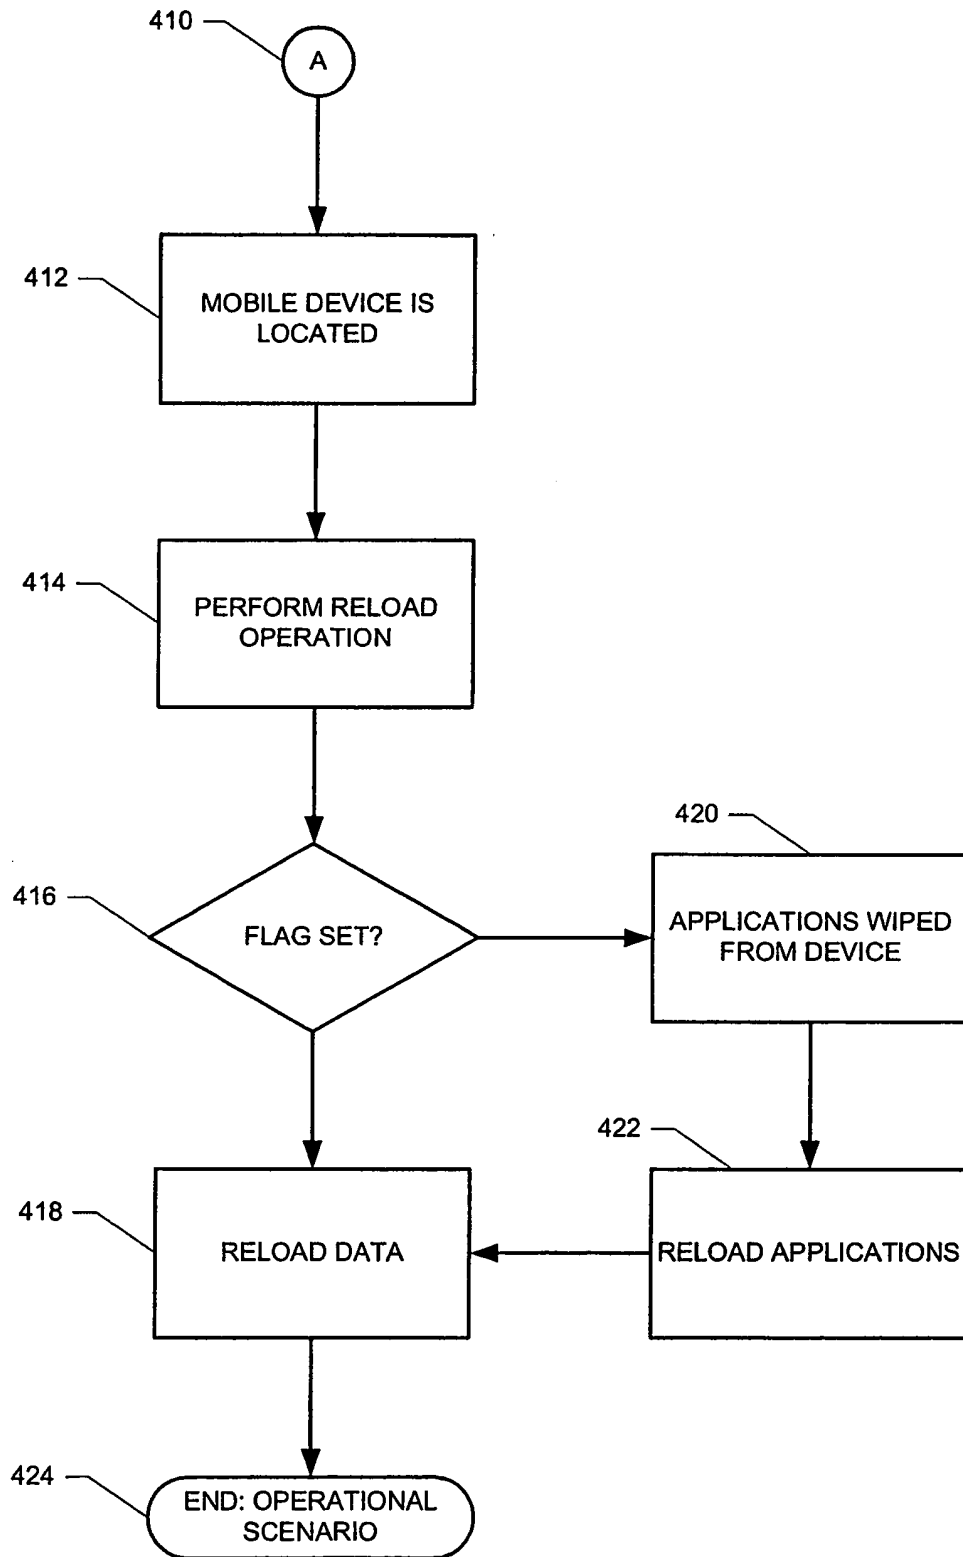 410
A
412
MOBILE DEVICE IS
LOCATED
414
PERFORM RELOAD
OPERATION
416
FLAG SET?
420
APPLICATIONS WIPED
FROM DEVICE
422
RELOAD APPLICATIONS
418
RELOAD DATA
424
END: OPERATIONAL
SCENARIO